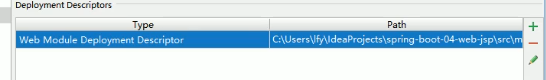 Deployment Descriptors
Type Path
Web Module Deployment Descriptor C:\Users\lfy\IdeaProjects\spring-boot-04-web-jsp\src\m